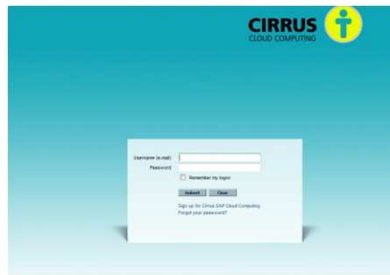 CIRRUS
CLOUD COMPUTING
Username (e-mail)
Password
Remember my logon
Submit Clear
Sign up for Cirrus SAP Cloud Computing
Forgot your password?